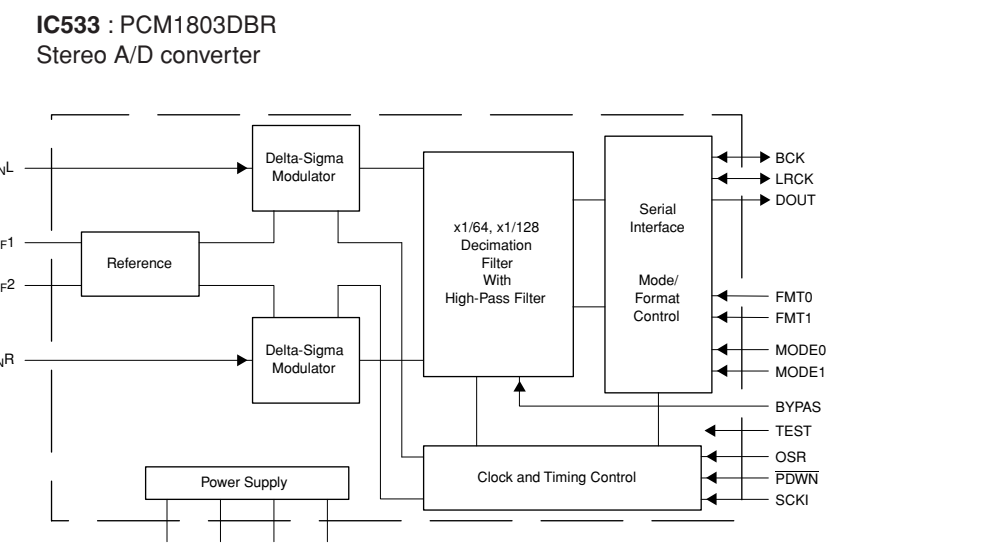 IC533 : PCM1803DBR
Stereo A/D converter
Delta-Sigma
Modulator
BCK
LRCK
DOUT
Serial
Interface
x1/64, x1/128
Decimation
Filter
With
High-Pass Filter
Reference
Mode/
Format
Control
FMT0
FMT1
Delta-Sigma
Modulator
MODE0
MODE1
BYPAS
TEST
OSR
PDWN
SCKI
Clock and Timing Control
Power Supply